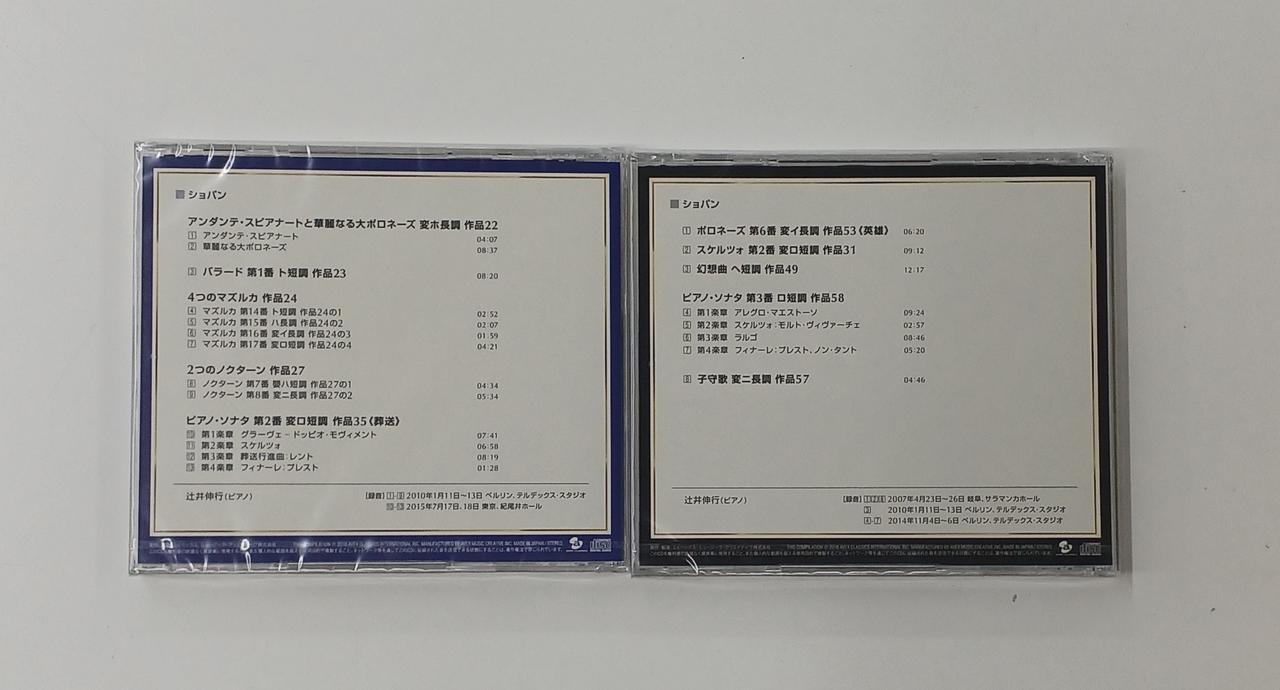 ■ショパン
アンダンテ・スピアナートと華麗なる大ポロネーズ 変ホ長調 作品22
1 アンダンテ・スピアナート 04:07
2 華麗なる大ポロネーズ 08:37
3 バラード 第1番 ト短調 作品23 08:20
4つのマズルカ 作品24
4 マズルカ 第14番 ト短調 作品24の1 02:52
5 マズルカ 第15番 ハ長調 作品24の2 02:07
6 マズルカ 第16番 変イ長調 作品24の3 01:59
7 マズルカ 第17番 変ロ短調 作品24の4 04:21
2つのノクターン 作品27
8 ノクターン 第7番 嬰ハ短調 作品27の1 04:34
9 ノクターン 第8番 変ニ長調 作品27の2 05:34
ピアノ・ソナタ 第2番 変ロ短調 作品35《葬送》
10 第1楽章 グラーヴェ – ドッピオ・モヴィメント 07:41
11 第2楽章 スケルツォ 06:58
12 第3楽章 葬送行進曲:レント 08:19
13 第4楽章 フィナーレ:プレスト 01:28
辻井伸行(ピアノ)
[録音] 1-9 2010年1月11日~13日 ベルリン、テルデックス・スタジオ
10-13 2015年7月17日、18日 東京、紀尾井ホール
■ショパン
1 ポロネーズ 第6番 変イ長調 作品53《英雄》 06:20
2 スケルツォ 第2番 変ロ短調 作品31 09:12
3 幻想曲 ヘ短調 作品49 12:17
ピアノ・ソナタ 第3番 ロ短調 作品58
4 第1楽章 アレグロ・マエストーソ 09:24
5 第2楽章 スケルツォ:モルト・ヴィヴァーチェ 02:57
6 第3楽章 ラルゴ 08:46
7 第4楽章 フィナーレ:プレスト、ノン・タント 05:20
8 子守歌 変ニ長調 作品57 04:46
辻井伸行(ピアノ)
[録音] 1 2 8 2007年4月23日~26日 岐阜、サラマンカホール
3 2010年1月11日~13日 ベルリン、テルデックス・スタジオ
4-7 2014年11月4日~6日 ベルリン、テルデックス・スタジオ